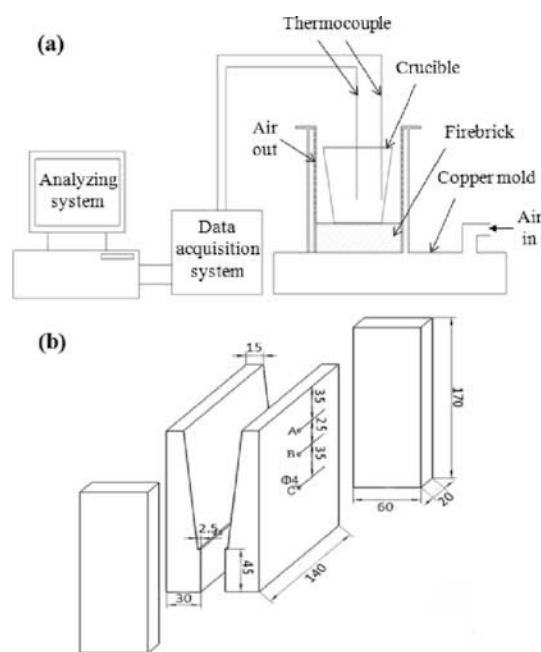 (a)
Thermocouple
Crucible
Air
out
Firebrick
Copper mold
Air
in
Analyzing
system
Data
acquisition
system
(b)
15
35
25
A
B
35
Φ4
C
170
2.5
60
20
45
140
30